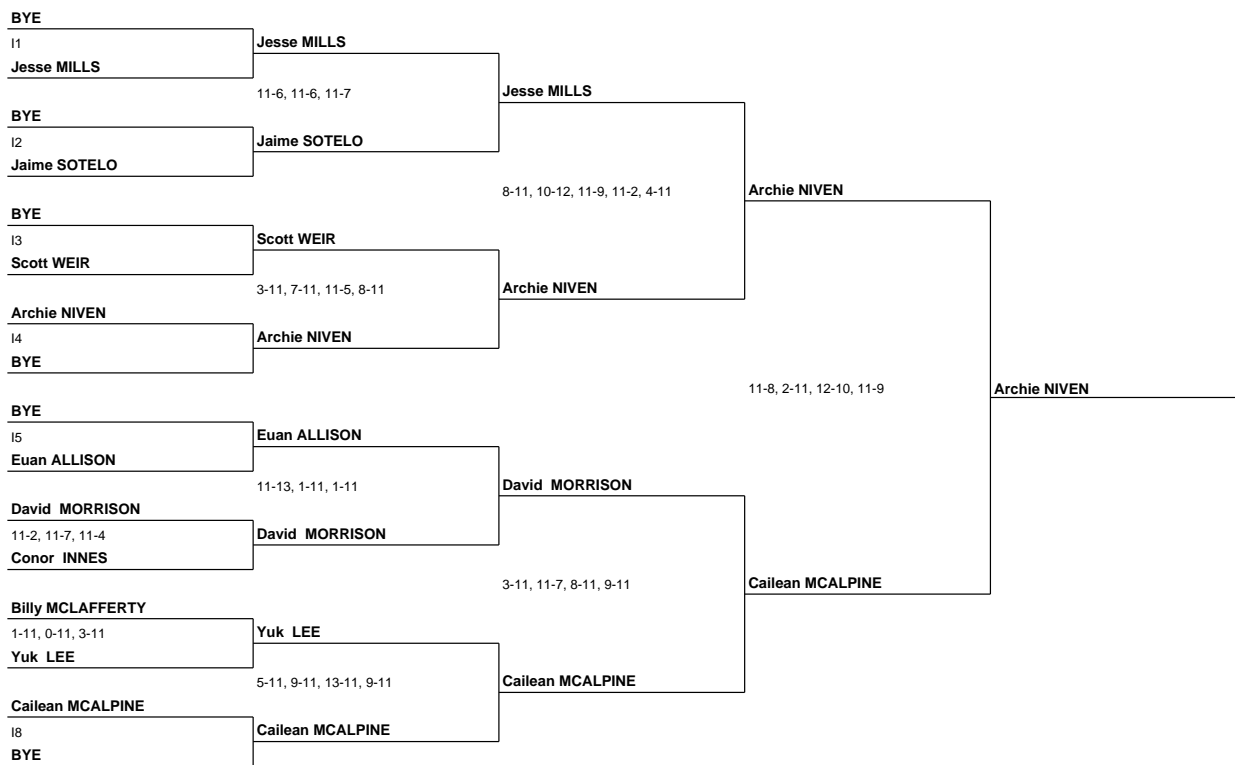 BYE
I1
Jesse MILLS
Jesse MILLS
11-6, 11-6, 11-7
Jesse MILLS
BYE
I2
Jaime SOTELO
Jaime SOTELO
8-11, 10-12, 11-9, 11-2, 4-11
Archie NIVEN
BYE
I3
Scott WEIR
Scott WEIR
3-11, 7-11, 11-5, 8-11
Archie NIVEN
Archie NIVEN
I4
BYE
Archie NIVEN
11-8, 2-11, 12-10, 11-9
Archie NIVEN
BYE
I5
Euan ALLISON
Euan ALLISON
11-13, 1-11, 1-11
David  MORRISON
David  MORRISON
11-2, 11-7, 11-4
Conor  INNES
David  MORRISON
3-11, 11-7, 8-11, 9-11
Cailean MCALPINE
Billy MCLAFFERTY
1-11, 0-11, 3-11
Yuk  LEE
Yuk  LEE
5-11, 9-11, 13-11, 9-11
Cailean MCALPINE
Cailean MCALPINE
I8
BYE
Cailean MCALPINE